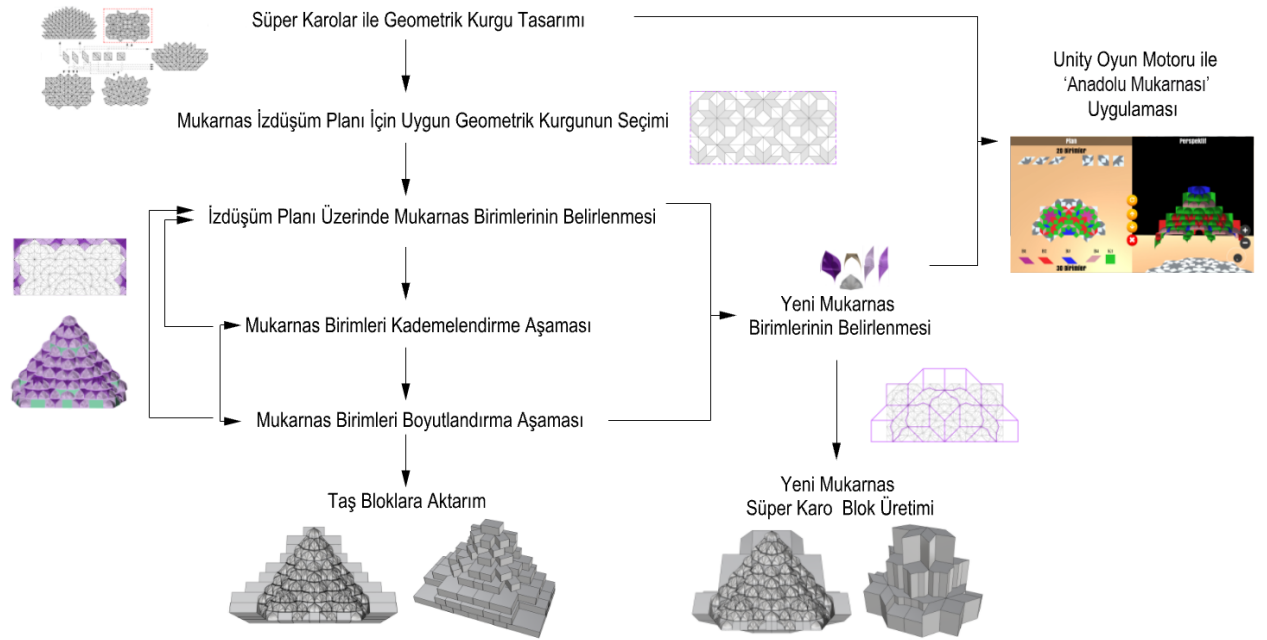 Süper Karolar ile Geometrik Kurgu Tasarımı
Mukarnas İzdüşüm Planı İçin Uygun Geometrik Kurgunun Seçimi
İzdüşüm Planı Üzerinde Mukarnas Birimlerinin Belirlenmesi
Mukarnas Birimleri Kademelendirme Aşaması
Mukarnas Birimleri Boyutlandırma Aşaması
Taş Bloklara Aktarım
Yeni Mukarnas
Birimlerinin Belirlenmesi
Yeni Mukarnas
Süper Karo Blok Üretimi
Unity Oyun Motoru ile
‘Anadolu Mukarnası’
Uygulaması
Plan
Perspektif
2D Birimler
3D Birimler